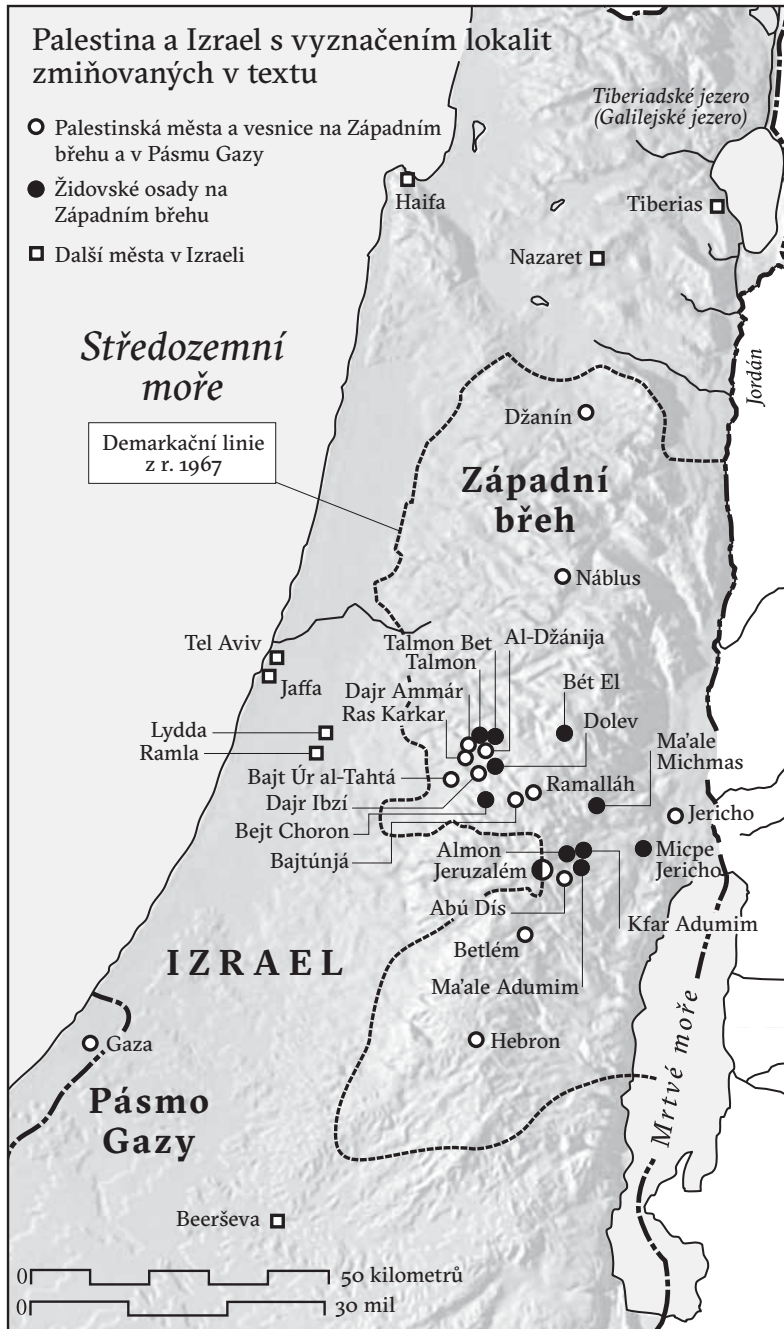 Palestina a Izrael s vyznačením lokalit
zmiňovaných v textu
Palestinská města a vesnice na Západním
břehu a v Pásmu Gazy
Židovské osady na
Západním břehu
Další města v Izraeli
Tiberiadské jezero
(Galilejské jezero)
Haifa
Tiberias
Nazaret
Středozemní
moře
Jordán
Demarkační linie
z r. 1967
Džanín
Západní
břeh
Náblus
Tel Aviv
Jaffa
Talmon Bet
Talmon
Al-Džánija
Dajr Ammár
Ras Karkar
Bét El
Dolev
Lydda
Ramla
Ma'ale
Michmas
Bajt Úr al-Tahtá
Dajr Ibzí
Ramalláh
Jericho
Bejt Choron
Bajtúnjá
Almon
Jeruzalém
Micpe
Jericho
Abú Dís
Kfar Adumim
Betlém
IZRAEL
Ma'ale Adumim
Gaza
Hebron
Mrtvé moře
Pásmo
Gazy
Beerševa
0 50 kilometrů
0 30 mil